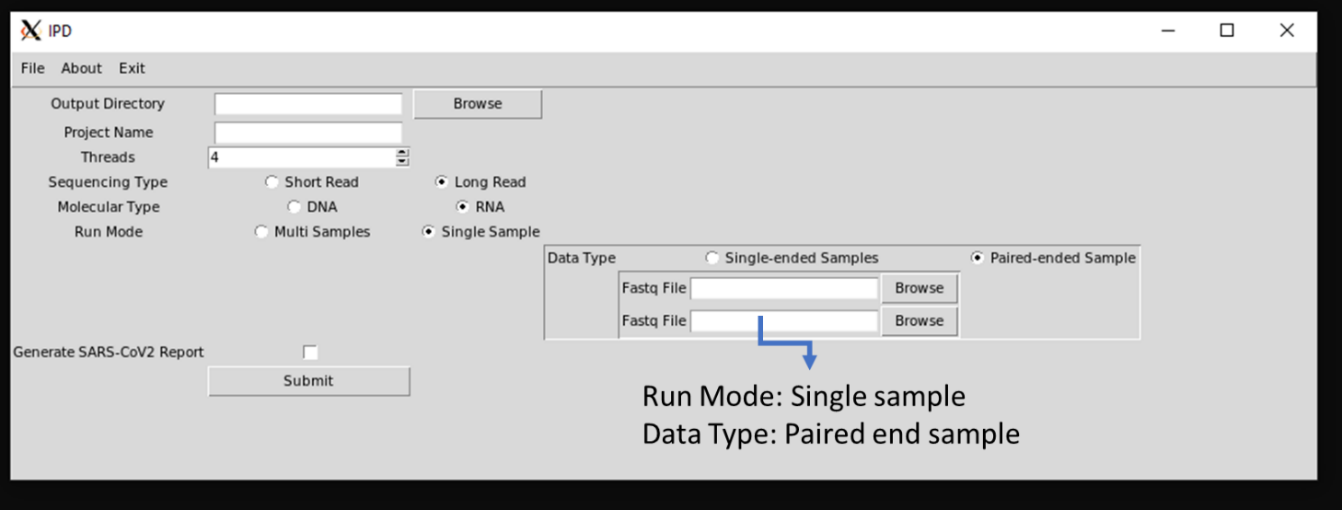 IPD
File About Exit
Output Directory Browse
Project Name
Threads 4
Sequencing Type Short Read Long Read
Molecular Type DNA RNA
Run Mode Multi Samples Single Sample
Data Type Single-ended Samples Paired-ended Sample
Fastq File Browse
Fastq File Browse
Generate SARS-CoV2 Report
Submit
Run Mode: Single sample
Data Type: Paired end sample